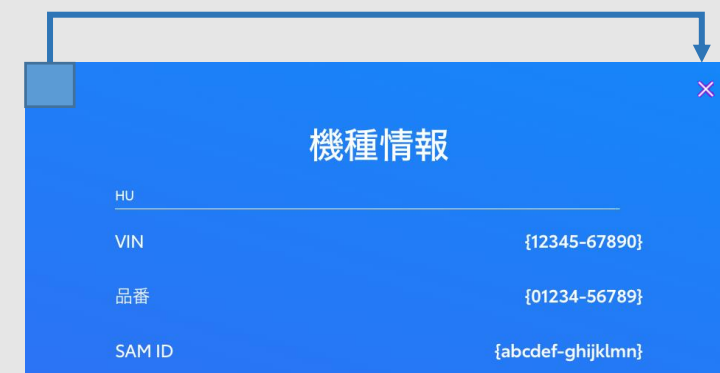 機種情報
HU
VIN {12345-67890}
品番 {01234-56789}
SAM ID {abcdef-ghijklmn}